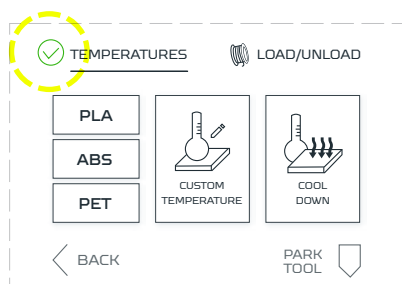 TEMPERATURES
LOAD/UNLOAD
PLA
ABS
PET
CUSTOM
TEMPERATURE
COOL
DOWN
BACK
PARK
TOOL